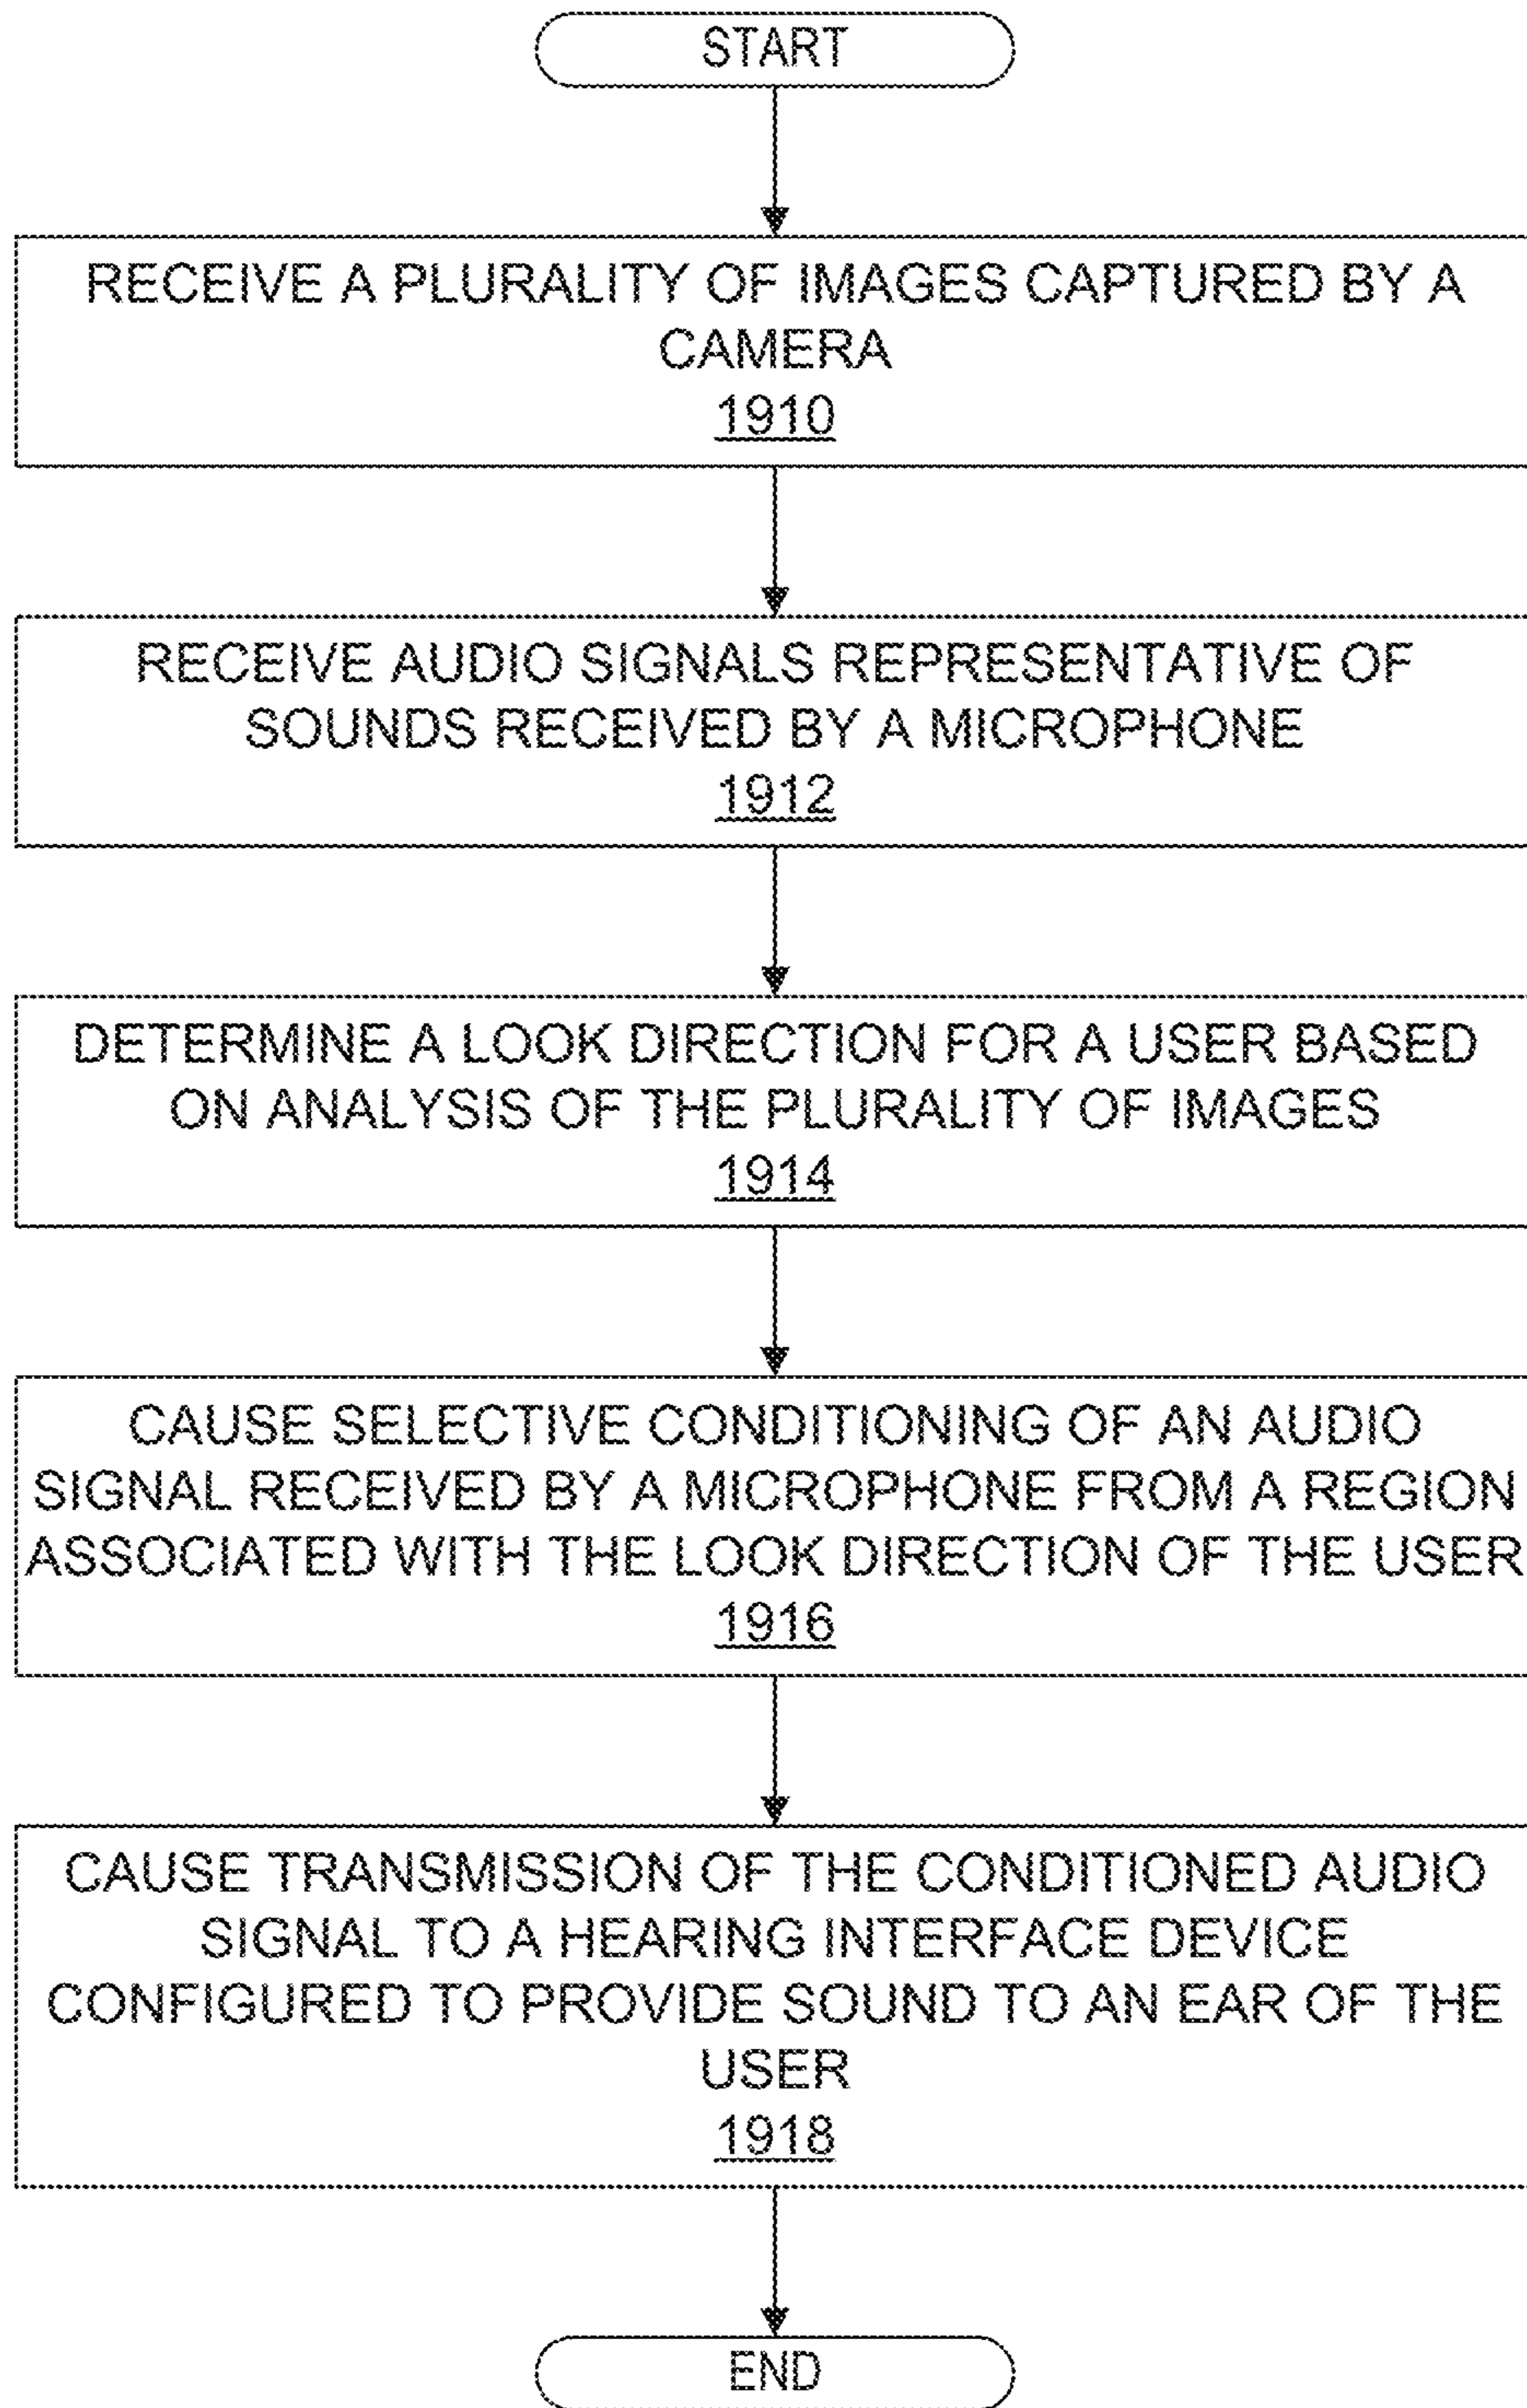 START
RECEIVE A PLURALITY OF IMAGES CAPTURED BY A
CAMERA
1910
RECEIVE AUDIO SIGNALS REPRESENTATIVE OF
SOUNDS RECEIVED BY A MICROPHONE
1912
DETERMINE A LOOK DIRECTION FOR A USER BASED
ON ANALYSIS OF THE PLURALITY OF IMAGES
1914
CAUSE SELECTIVE CONDITIONING OF AN AUDIO
SIGNAL RECEIVED BY A MICROPHONE FROM A REGION
ASSOCIATED WITH THE LOOK DIRECTION OF THE USER
1916
CAUSE TRANSMISSION OF THE CONDITIONED AUDIO
SIGNAL TO A HEARING INTERFACE DEVICE
CONFIGURED TO PROVIDE SOUND TO AN EAR OF THE
USER
1918
END